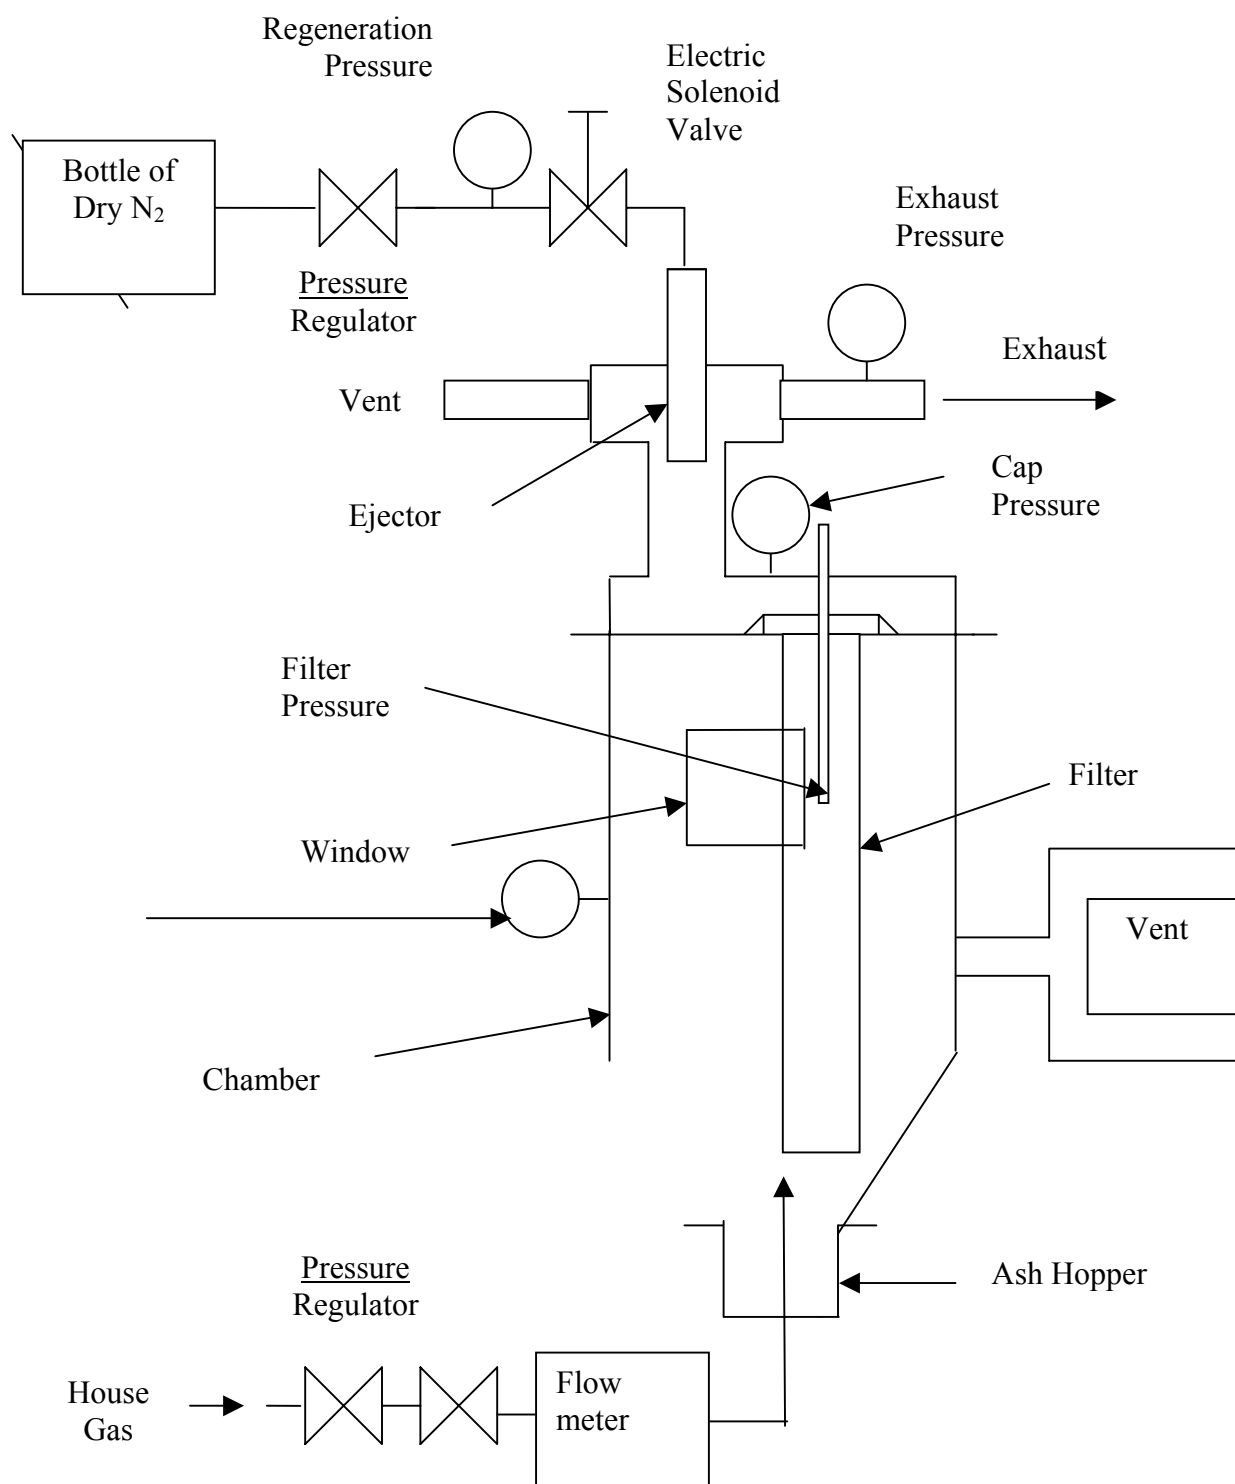 Regeneration
Pressure
Electric
Solenoid
Valve
Bottle of
Dry N₂
Exhaust
Pressure
Pressure
Regulator
Exhaust
Vent
Cap
Pressure
Ejector
Filter
Pressure
Filter
Window
Vent
Chamber
Pressure
Regulator
Ash Hopper
House
Gas
Flow
meter